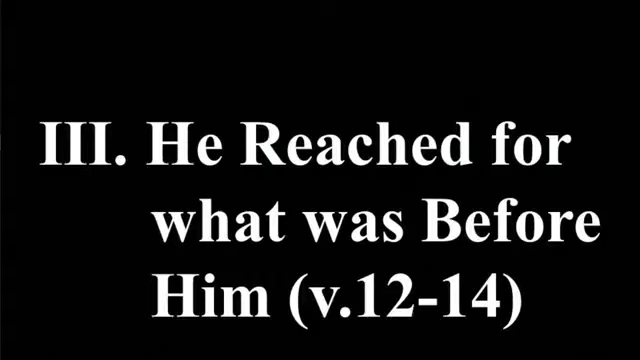 III. He Reached for
what was Before
Him (v.12-14)